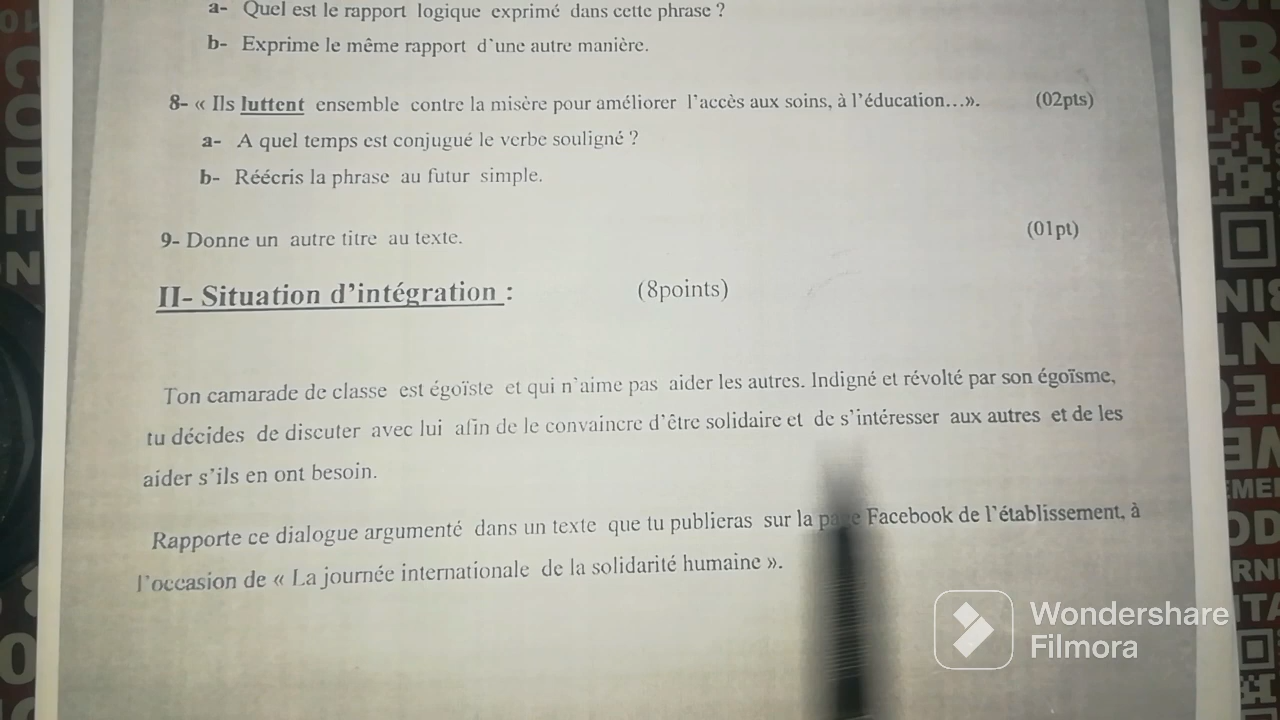 a- Quel est le rapport logique exprimé dans cette phrase ?
b- Exprime le même rapport d'une autre manière.
8- « Ils luttent ensemble contre la misère pour améliorer l'accès aux soins, à l'éducation…». (02pts)
a- A quel temps est conjugué le verbe souligné ?
b- Réécris la phrase au futur simple.
9- Donne un autre titre au texte. (01pt)
II- Situation d'intégration : (8points)
Ton camarade de classe est égoïste et qui n'aime pas aider les autres. Indigné et révolté par son égoïsme,
tu décides de discuter avec lui afin de le convaincre d'être solidaire et de s'intéresser aux autres et de les
aider s'ils en ont besoin.
Rapporte ce dialogue argumenté dans un texte que tu publieras sur la page Facebook de l'établissement, à
l'occasion de « La journée internationale de la solidarité humaine ».
Wondershare
Filmora